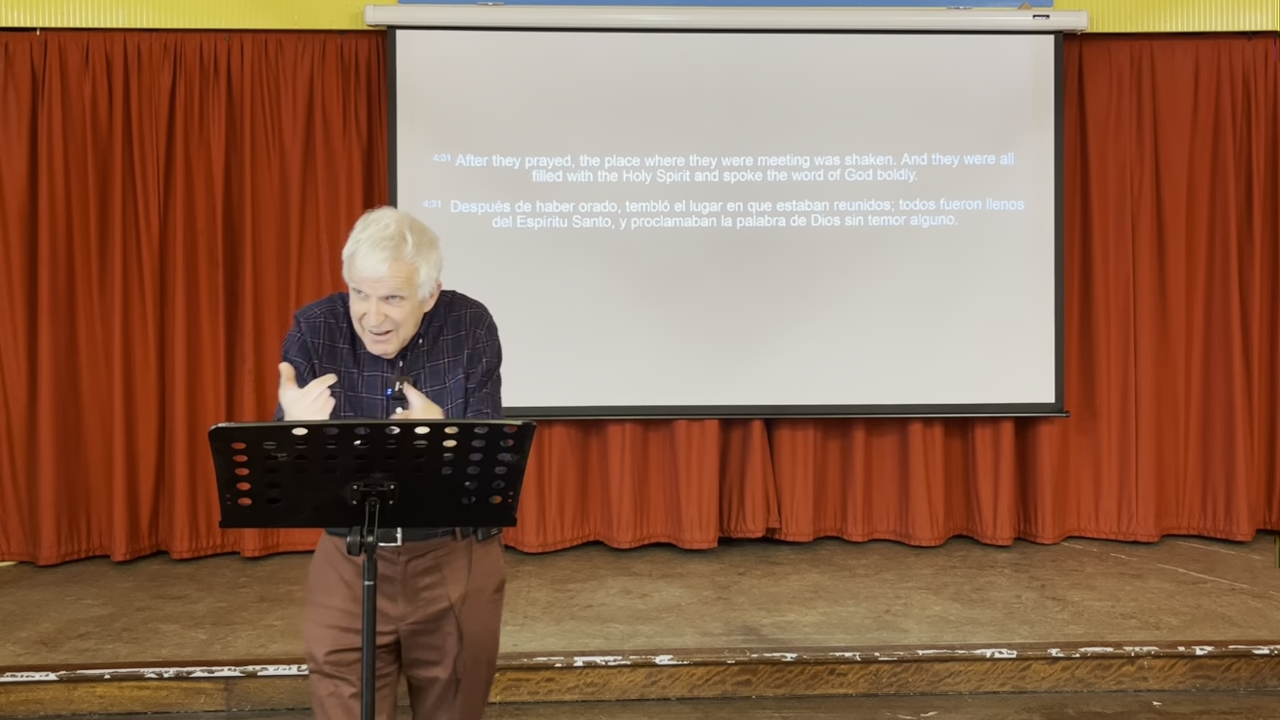 4:31 After they prayed, the place where they were meeting was shaken. And they were all
filled with the Holy Spirit and spoke the word of God boldly.
4:31 Después de haber orado, tembló el lugar en que estaban reunidos; todos fueron llenos
del Espíritu Santo, y proclamaban la palabra de Dios sin temor alguno.